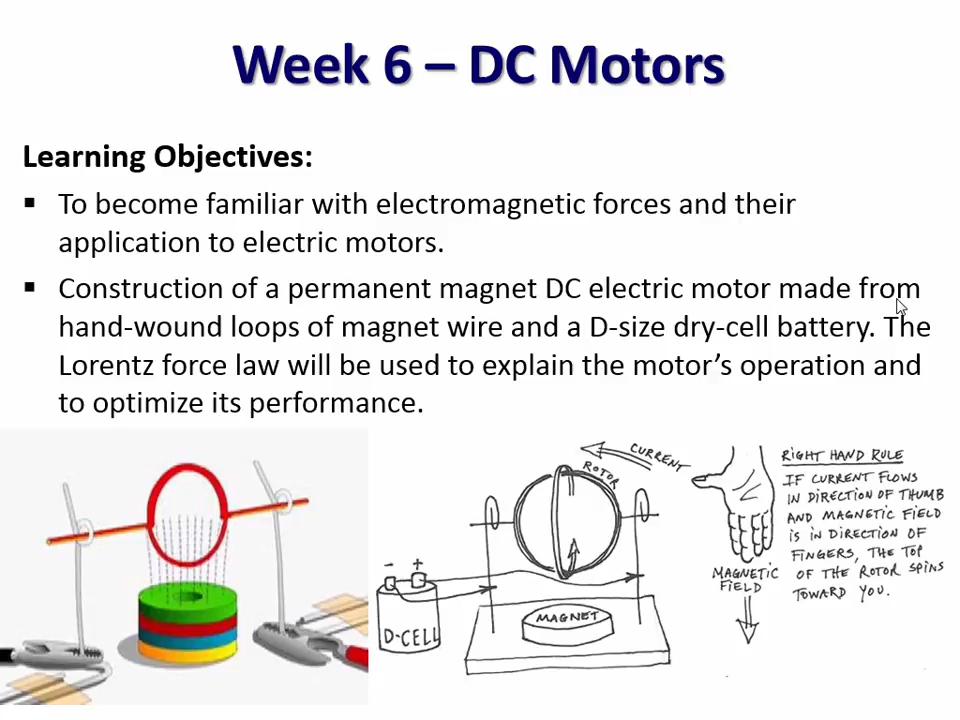 Week 6 – DC Motors
Learning Objectives:
▪ To become familiar with electromagnetic forces and their
application to electric motors.
▪ Construction of a permanent magnet DC electric motor made from
hand-wound loops of magnet wire and a D-size dry-cell battery. The
Lorentz force law will be used to explain the motor’s operation and
to optimize its performance.
CURRENT
ROTOR
- +
D-CELL
MAGNET
MAGNETIC
FIELD
RIGHT HAND RULE
IF CURRENT FLOWS
IN DIRECTION OF THUMB
AND MAGNETIC FIELD
IS IN DIRECTION OF
FINGERS, THE TOP
OF THE ROTOR SPINS
TOWARD YOU.